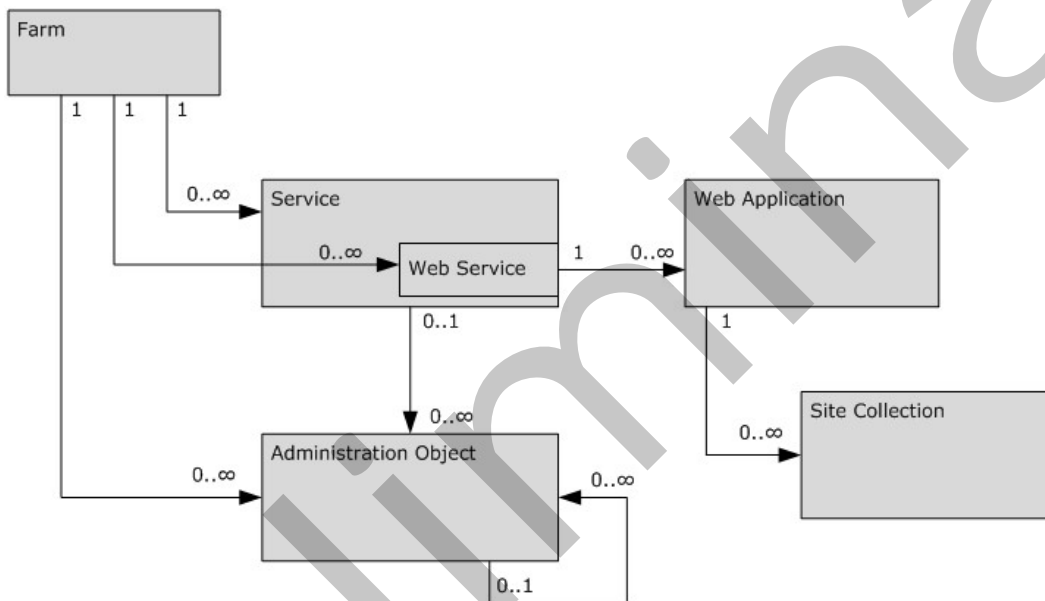 Farm
1
1
1
0..∞
Service
Web Application
0..∞
Web Service
1
0..∞
0..1
1
0..∞
Site Collection
0..∞
Administration Object
0..∞
0..∞
0..1